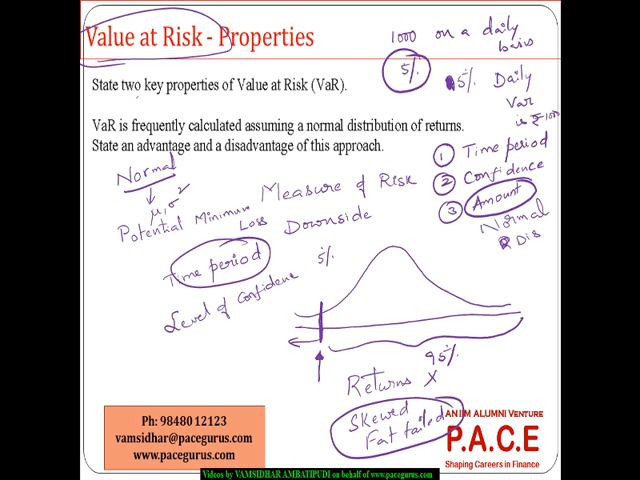 Value at Risk - Properties
1000 on a daily
basis
5%
5% Daily
Var
is
State two key properties of Value at Risk (VaR).
VaR is frequently calculated assuming a normal distribution of returns.
State an advantage and a disadvantage of this approach.
① Time period
② Confidence
③ Amount
Normal
Dis
Normal
μ, σ²
Measure of Risk
Potential Minimum
Loss Downside
Time period
Level of Confidence
5%
95%
Returns X
Skewed
Fat tailed
Ph: 98480 12123
vamsidhar@pacegurus.com
www.pacegurus.com
AN IIM ALUMNI VENTURE
P.A.C.E
Shaping Careers in Finance
Videos by VAMSIDHAR AMBATIPUDI on behalf of www.pacegurus.com